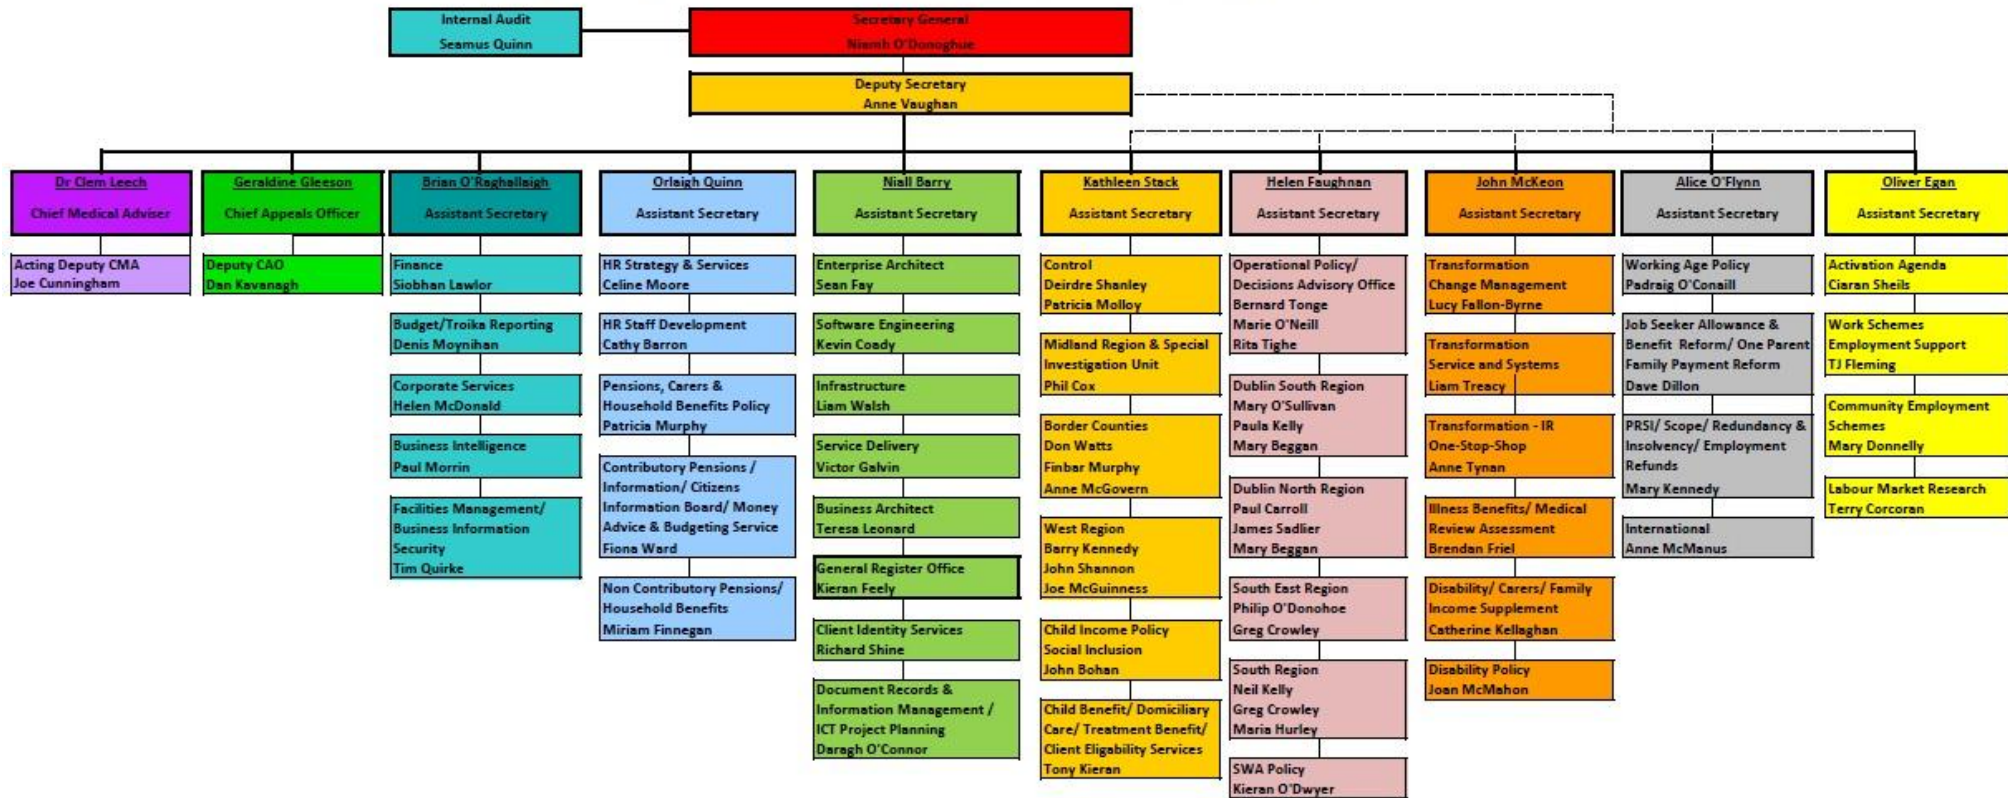 Internal Audit
Seamus Quinn
Secretary General
Niamh O'Donoghue
Deputy Secretary
Anne Vaughan
Dr Clem Leech
Chief Medical Adviser
Acting Deputy CMA
Joe Cunningham
Geraldine Gleeson
Chief Appeals Officer
Deputy CAO
Dan Kavanagh
Brian O'Raghallaigh
Assistant Secretary
Finance
Siobhan Lawlor
Budget/Troika Reporting
Denis Moynihan
Corporate Services
Helen McDonald
Business Intelligence
Paul Morrin
Facilities Management/
Business Information
Security
Tim Quirke
Orlaigh Quinn
Assistant Secretary
HR Strategy & Services
Celine Moore
HR Staff Development
Cathy Barron
Pensions, Carers &
Household Benefits Policy
Patricia Murphy
Contributory Pensions /
Information/ Citizens
Information Board/ Money
Advice & Budgeting Service
Fiona Ward
Non Contributory Pensions/
Household Benefits
Miriam Finnegan
Niall Barry
Assistant Secretary
Enterprise Architect
Sean Fay
Software Engineering
Kevin Coady
Infrastructure
Liam Walsh
Service Delivery
Victor Galvin
Business Architect
Teresa Leonard
General Register Office
Kieran Feely
Client Identity Services
Richard Shine
Document Records &
Information Management /
ICT Project Planning
Daragh O'Connor
Kathleen Stack
Assistant Secretary
Control
Deirdre Shanley
Patricia Molloy
Midland Region & Special
Investigation Unit
Phil Cox
Border Counties
Don Watts
Finbar Murphy
Anne McGovern
West Region
Barry Kennedy
John Shannon
Joe McGuinness
Child Income Policy
Social Inclusion
John Bohan
Child Benefit/ Domiciliary
Care/ Treatment Benefit/
Client Eligability Services
Tony Kieran
Helen Faughnan
Assistant Secretary
Operational Policy/
Decisions Advisory Office
Bernard Tonge
Marie O'Neill
Rita Tighe
Dublin South Region
Mary O'Sullivan
Paula Kelly
Mary Beggan
Dublin North Region
Paul Carroll
James Sadlier
Mary Beggan
South East Region
Philip O'Donohoe
Greg Crowley
South Region
Neil Kelly
Greg Crowley
Maria Hurley
SWA Policy
Kieran O'Dwyer
John McKeon
Assistant Secretary
Transformation
Change Management
Lucy Fallon-Byrne
Transformation
Service and Systems
Liam Treacy
Transformation - IR
One-Stop-Shop
Anne Tynan
Illness Benefits/ Medical
Review Assessment
Brendan Friel
Disability/ Carers/ Family
Income Supplement
Catherine Kellaghan
Disability Policy
Joan McMahon
Alice O'Flynn
Assistant Secretary
Working Age Policy
Padraig O'Conaill
Job Seeker Allowance &
Benefit Reform/ One Parent
Family Payment Reform
Dave Dillon
PRSI/ Scope/ Redundancy &
Insolvency/ Employment
Refunds
Mary Kennedy
International
Anne McManus
Oliver Egan
Assistant Secretary
Activation Agenda
Ciaran Sheils
Work Schemes
Employment Support
TJ Fleming
Community Employment
Schemes
Mary Donnelly
Labour Market Research
Terry Corcoran